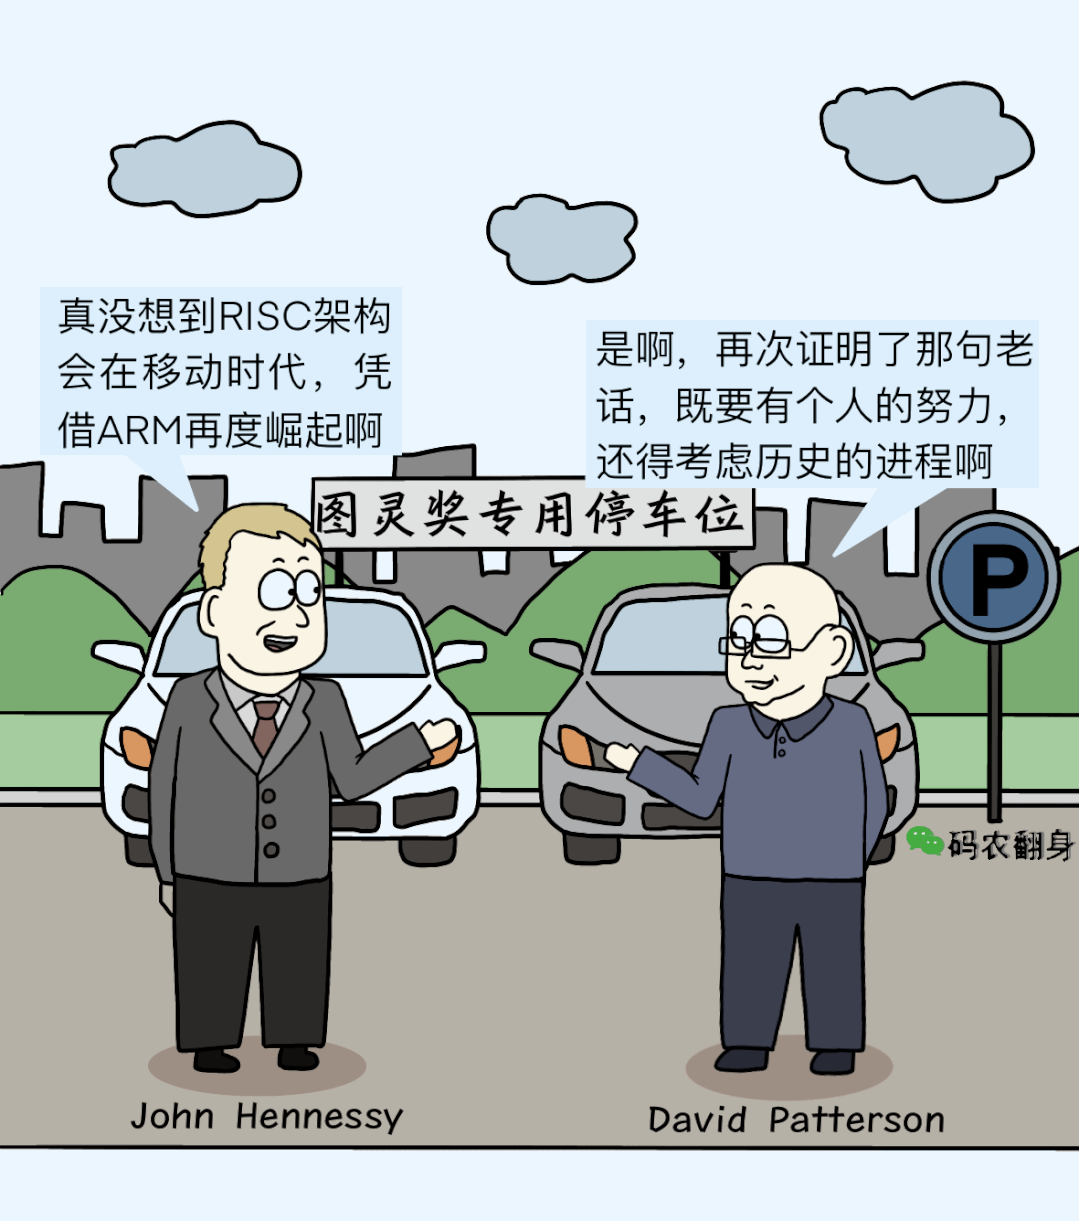 真没想到RISC架构
会在移动时代，凭
借ARM再度崛起啊
是啊，再次证明了那句老
话，既要有个人的努力，
还得考虑历史的进程啊
图灵奖专用停车位
P
码农翻身
John Hennessy
David Patterson